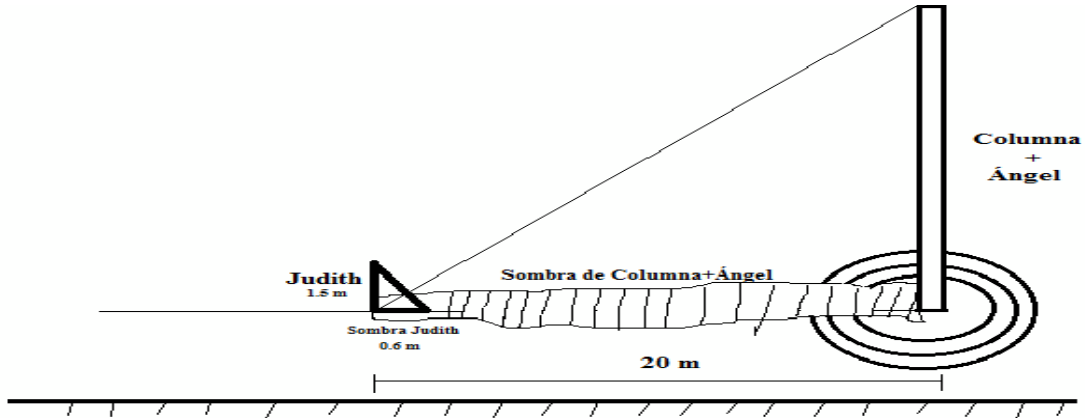 Columna
+
Ángel
Judith
1.5 m
Sombra de Columna+Ángel
Sombra Judith
0.6 m
20 m